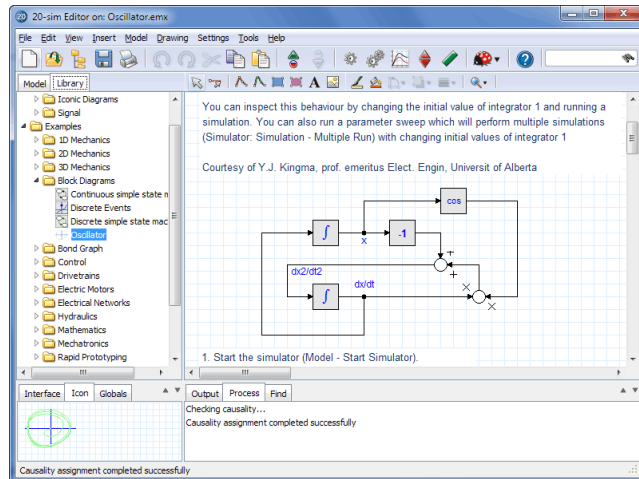 20-sim Editor on: Oscillator.emx
File Edit View Insert Model Drawing Settings Tools Help
Model Library
Iconic Diagrams
Signal
Examples
1D Mechanics
2D Mechanics
3D Mechanics
Block Diagrams
Continuous simple state m
Discrete Events
Discrete simple state mac
Oscillator
Bond Graph
Control
Drivetrains
Electric Motors
Electrical Networks
Hydraulics
Mathematics
Mechatronics
Rapid Prototyping
A
You can inspect this behaviour by changing the initial value of integrator 1 and running a
simulation. You can also run a parameter sweep which will perform multiple simulations
(Simulator: Simulation - Multiple Run) with changing initial values of integrator 1
Courtesy of Y.J. Kingma, prof. emeritus Elect. Engin, Universit of Alberta
cos
∫
x
-1
+
+
dx2/dt2
∫
dx/dt
×
×
1. Start the simulator (Model - Start Simulator).
Interface Icon Globals
Output Process Find
Checking causality...
Causality assignment completed successfully
Causality assignment completed successfully